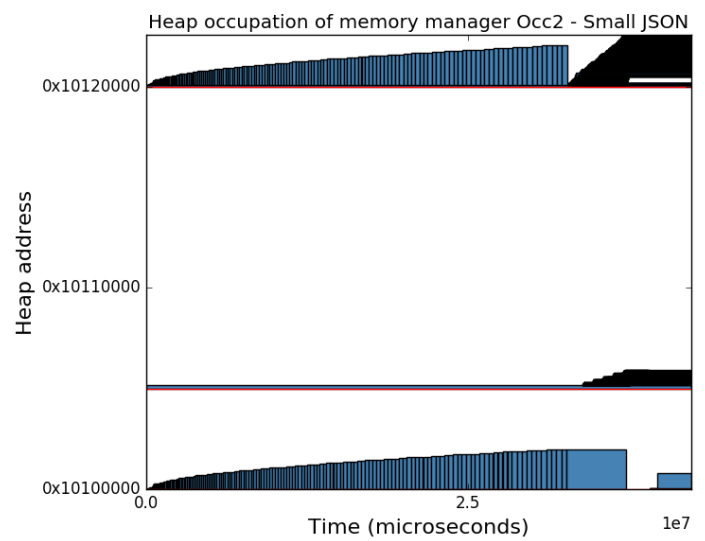 Heap occupation of memory manager Occ2 - Small JSON
0x10120000
0x10110000
0x10100000
Heap address
0.0
2.5
1e7
Time (microseconds)